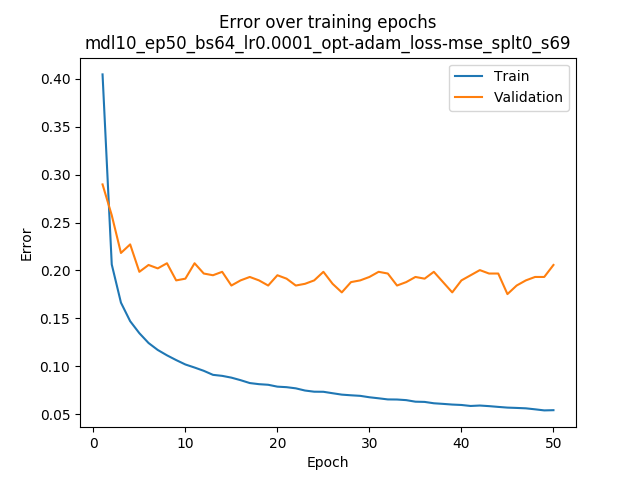 Error over training epochs
mdl10_ep50_bs64_lr0.0001_opt-adam_loss-mse_splt0_s69
Train
Validation
0.40
0.35
0.30
0.25
0.20
0.15
0.10
0.05
Error
0
10
20
30
40
50
Epoch